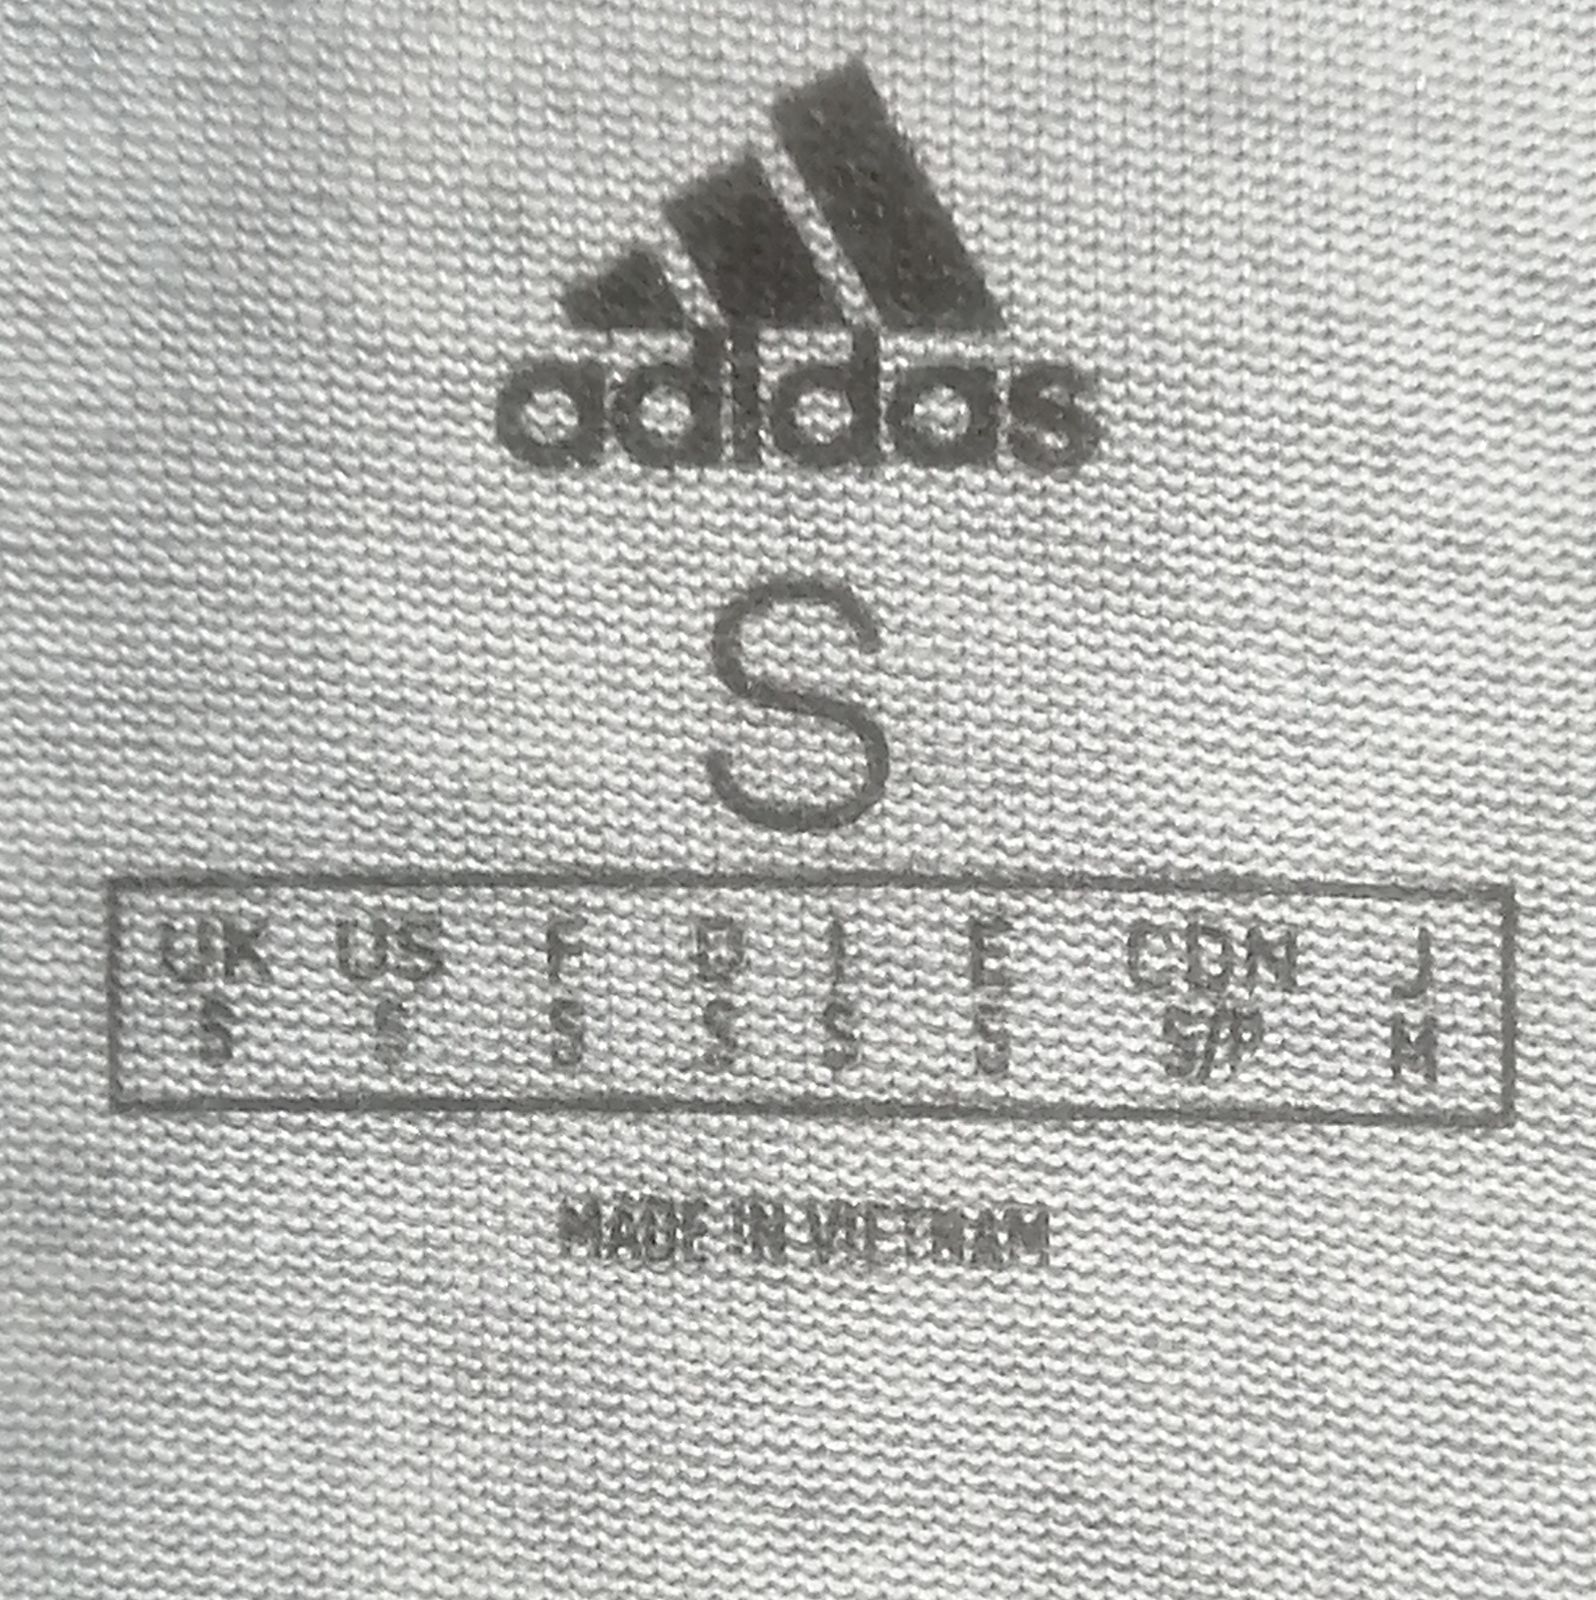 adidas
S
UK US F D I E CDN J
S S S S S S S/P M
MADE IN VIETNAM